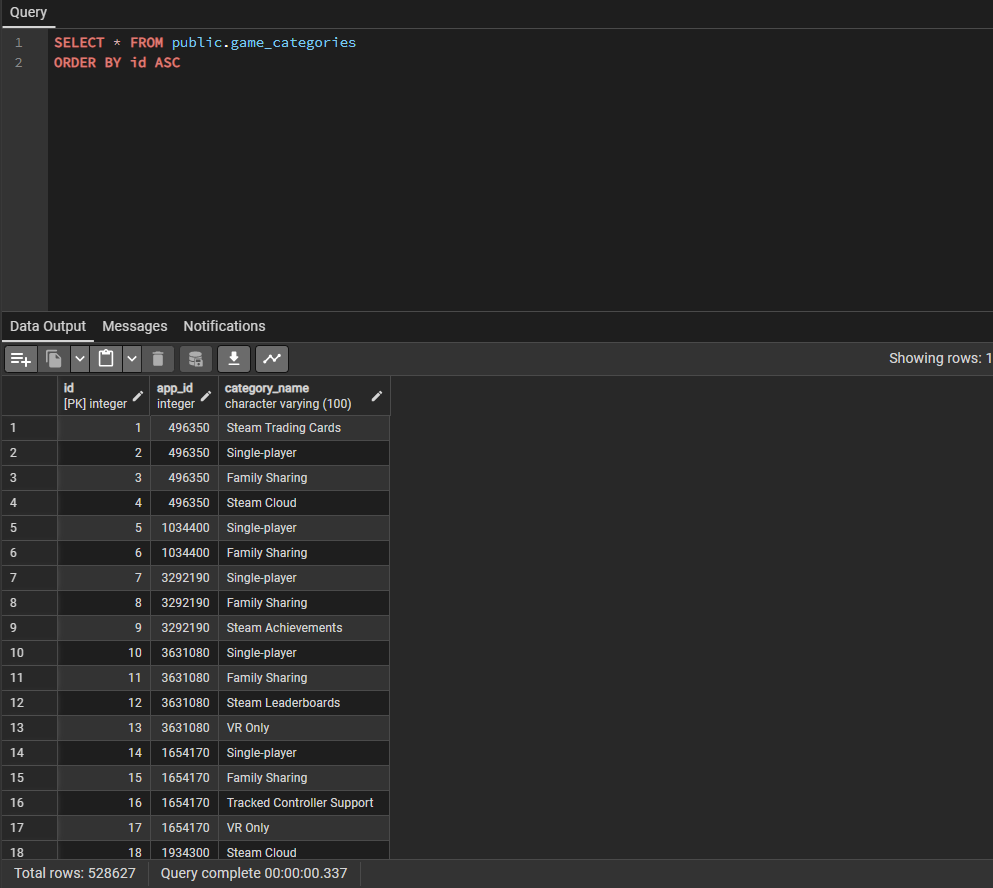 Query
1 SELECT * FROM public.game_categories
2 ORDER BY id ASC
Data Output Messages Notifications
Showing rows: 1
id app_id category_name
[PK] integer integer character varying (100)
1 1 496350 Steam Trading Cards
2 2 496350 Single-player
3 3 496350 Family Sharing
4 4 496350 Steam Cloud
5 5 1034400 Single-player
6 6 1034400 Family Sharing
7 7 3292190 Single-player
8 8 3292190 Family Sharing
9 9 3292190 Steam Achievements
10 10 3631080 Single-player
11 11 3631080 Family Sharing
12 12 3631080 Steam Leaderboards
13 13 3631080 VR Only
14 14 1654170 Single-player
15 15 1654170 Family Sharing
16 16 1654170 Tracked Controller Support
17 17 1654170 VR Only
18 18 1934300 Steam Cloud
Total rows: 528627 Query complete 00:00:00.337